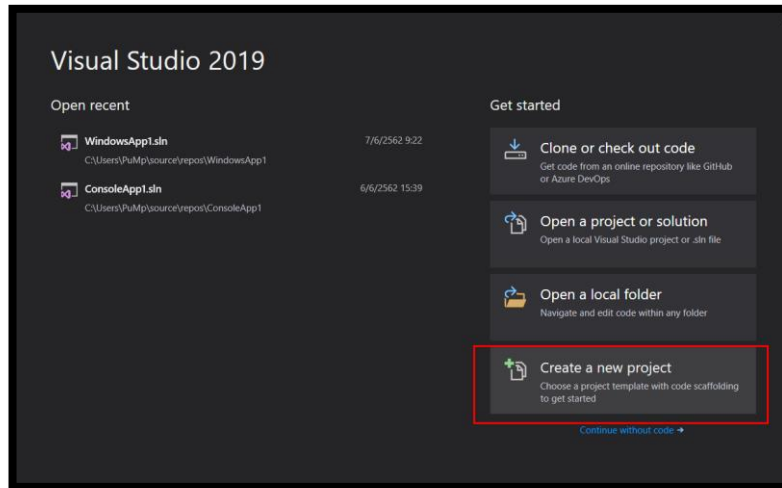 Visual Studio 2019
Open recent
WindowsApp1.sln
7/6/2562 9:22
C:\Users\PuMp\source\repos\WindowsApp1
ConsoleApp1.sln
6/6/2562 15:39
C:\Users\PuMp\source\repos\ConsoleApp1
Get started
Clone or check out code
Get code from an online repository like GitHub
or Azure DevOps
Open a project or solution
Open a local Visual Studio project or .sln file
Open a local folder
Navigate and edit code within any folder
Create a new project
Choose a project template with code scaffolding
to get started
Continue without code →